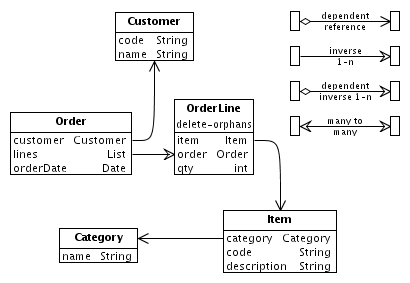 Customer
code String
name String
dependent
reference
inverse
1-n
dependent
inverse 1-n
many to
many
Order
customer Customer
lines List
orderDate Date
OrderLine
delete-orphans
item Item
order Order
qty int
Category
name String
Item
category Category
code String
description String